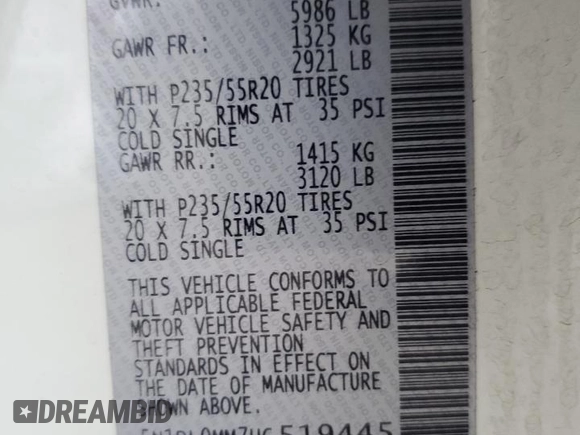 GVWR:
5986 LB
GAWR FR.: 1325 KG
2921 LB
WITH P235/55R20 TIRES
20 X 7.5 RIMS AT 35 PSI
COLD SINGLE
GAWR RR.: 1415 KG
3120 LB
WITH P235/55R20 TIRES
20 X 7.5 RIMS AT 35 PSI
COLD SINGLE
THIS VEHICLE CONFORMS TO
ALL APPLICABLE FEDERAL
MOTOR VEHICLE SAFETY AND
THEFT PREVENTION
STANDARDS IN EFFECT ON
THE DATE OF MANUFACTURE
SHOWN ABOVE.
519445
DREAMBID